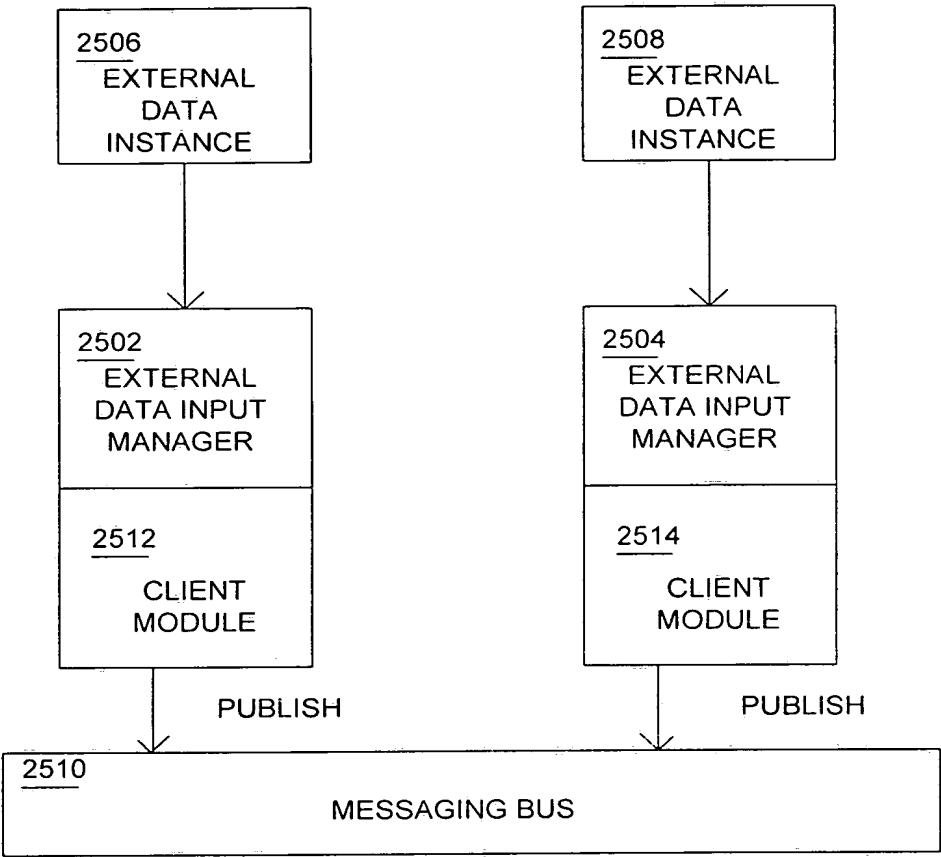 2506
EXTERNAL
DATA
INSTANCE
2508
EXTERNAL
DATA
INSTANCE
2502
EXTERNAL
DATA INPUT
MANAGER
2504
EXTERNAL
DATA INPUT
MANAGER
2512
CLIENT
MODULE
2514
CLIENT
MODULE
PUBLISH
PUBLISH
2510
MESSAGING BUS